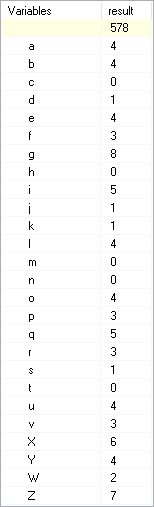 Variables result
578
a 4
b 4
c 0
d 1
e 4
f 3
g 8
h 0
i 5
j 1
k 1
l 4
m 0
n 0
o 4
p 3
q 5
r 3
s 1
t 0
u 4
v 3
X 6
Y 4
W 2
Z 7